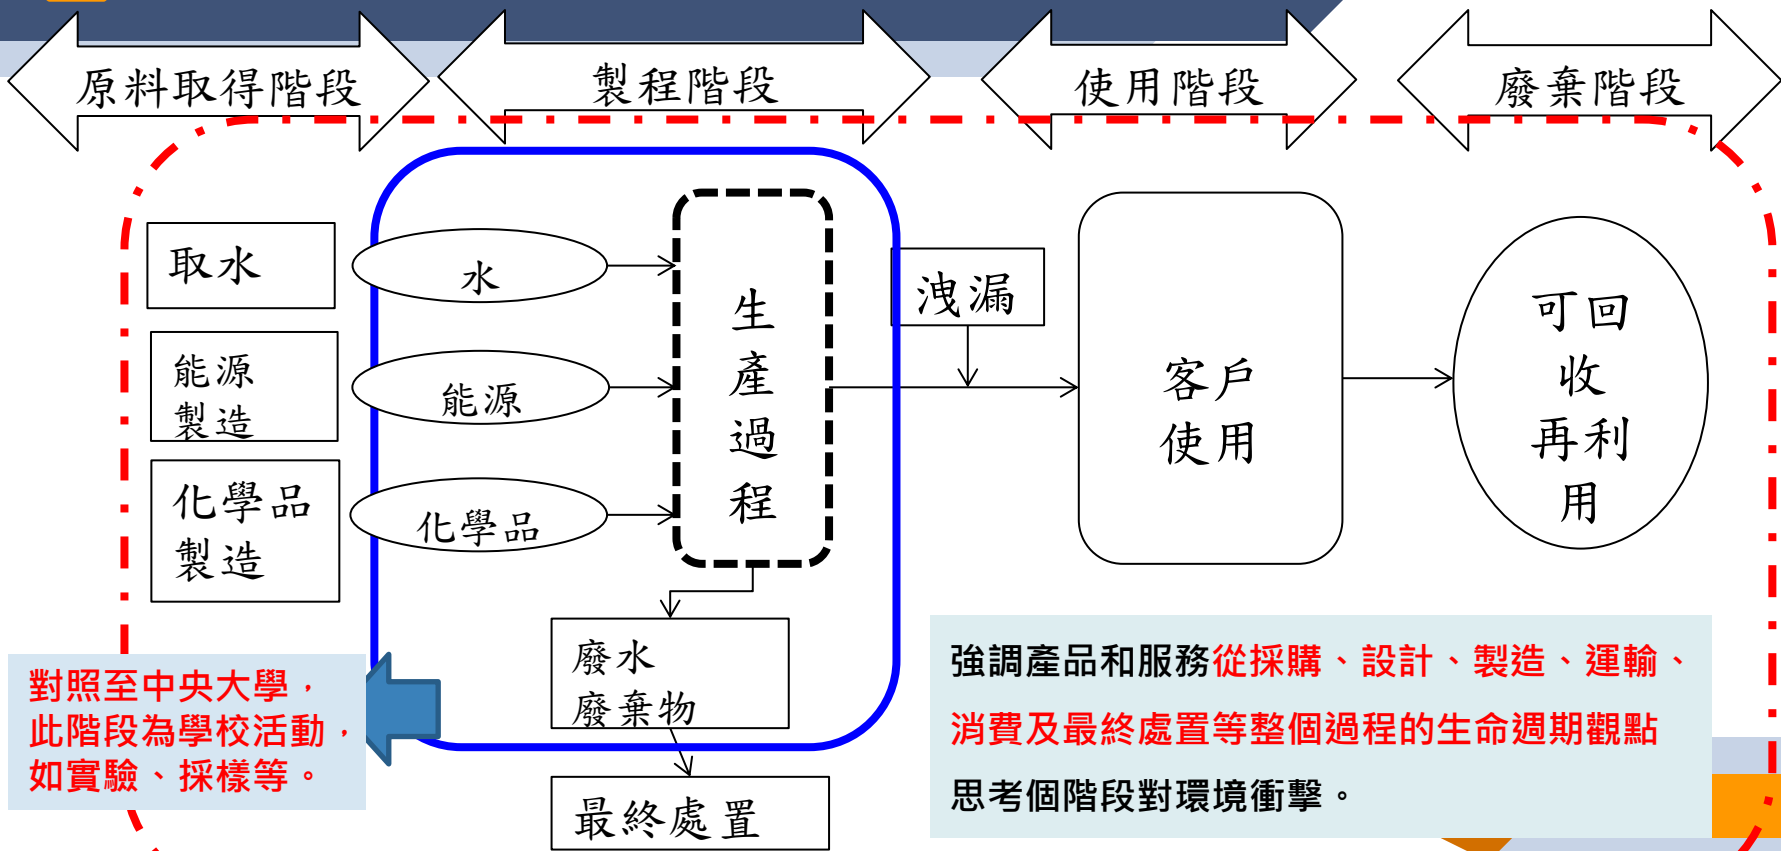 原料取得階段
製程階段
使用階段
廢棄階段
取水
水
能源
製造
能源
化學品
製造
化學品
生
產
過
程
洩漏
客戶
使用
可回
收
再利
用
廢水
廢棄物
最終處置
對照至中央大學，
此階段為學校活動，
如實驗、採樣等。
強調產品和服務從採購、設計、製造、運輸、
消費及最終處置等整個過程的生命週期觀點
思考個階段對環境衝擊。